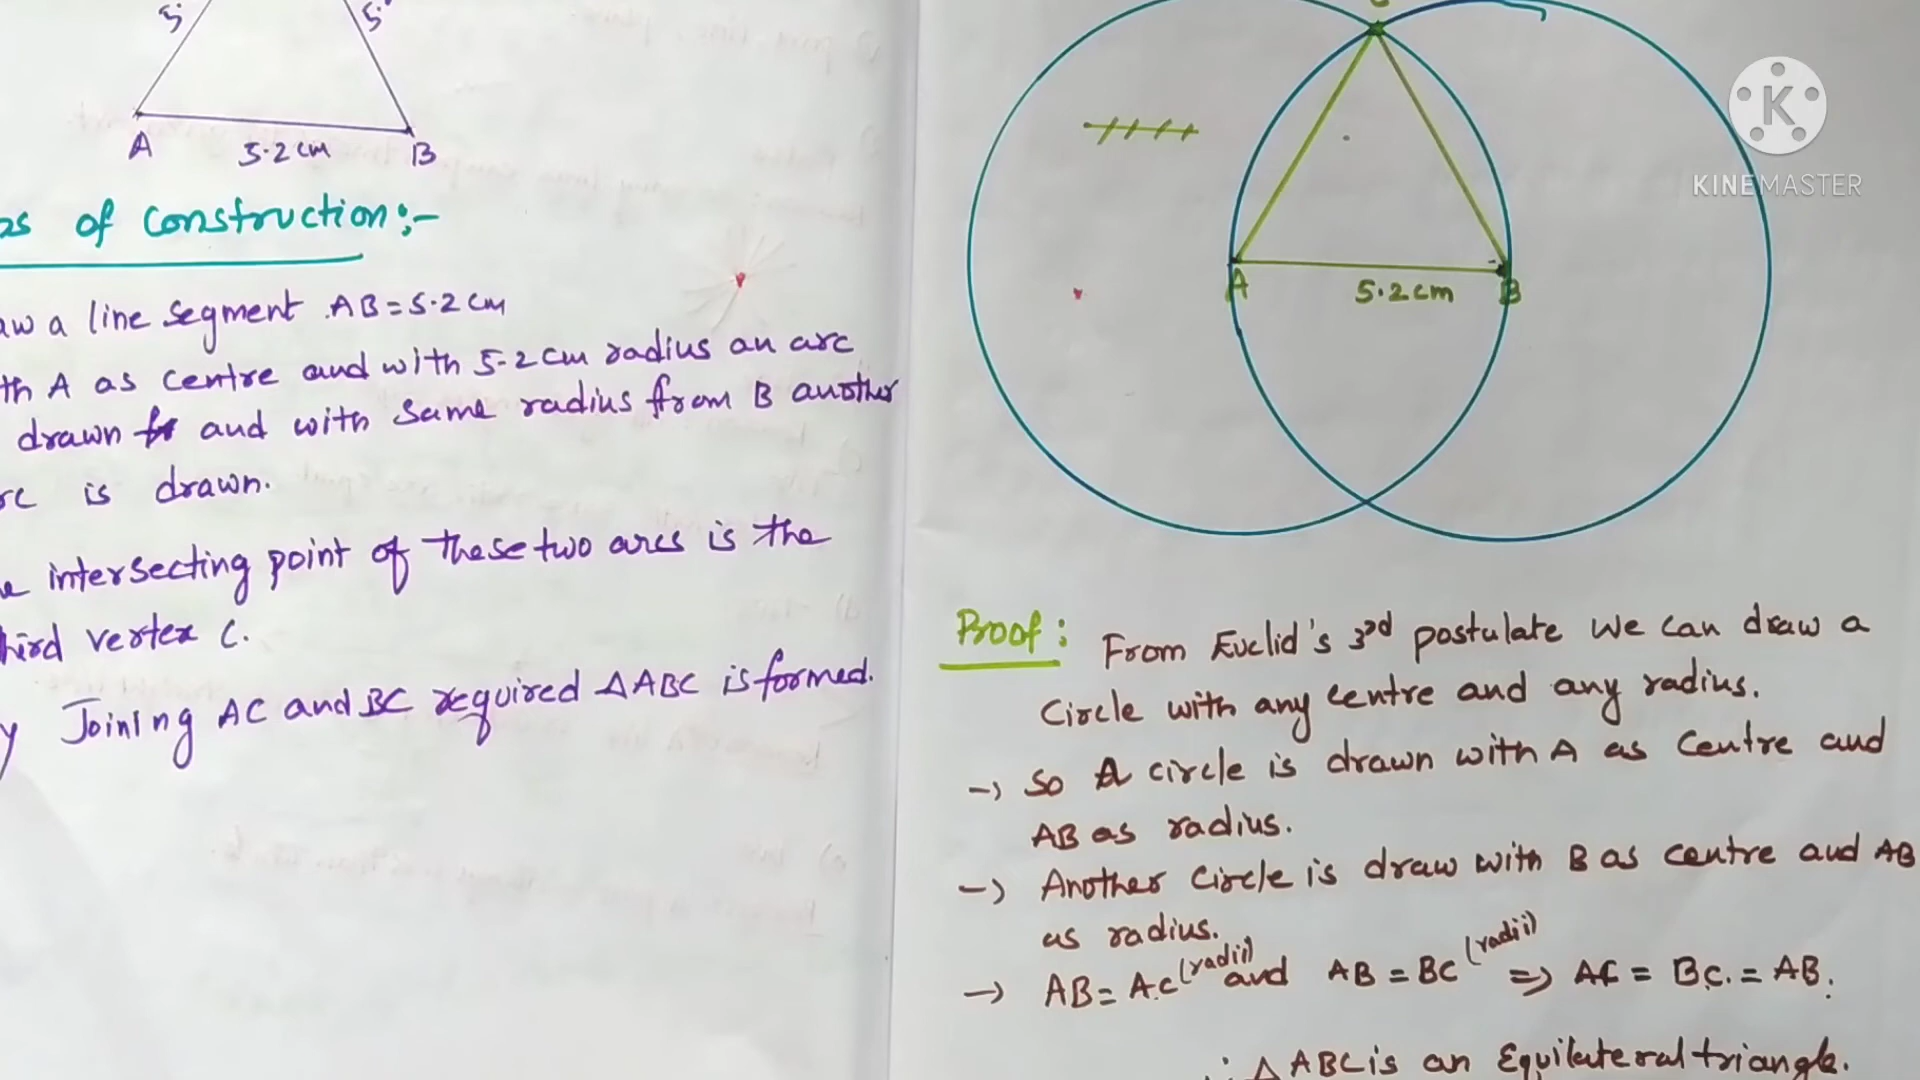 A 5.2 cm B
of construction:-
a line segment AB = 5.2 cm
A as centre and with 5.2 cm radius an arc
drawn and with same radius from B another
is drawn.
intersecting point of these two arcs is the
vertex C.
Joining AC and BC required △ABC is formed.
A 5.2 cm B
K
KINEMASTER
Proof: From Euclid's 3rd postulate we can draw a
Circle with any centre and any radius.
→ So A circle is drawn with A as centre and
AB as radius.
→ Another circle is draw with B as centre and AB
as radius.
→ AB = AC (radii) and AB = BC (radii) ⇒ AC = BC = AB.
∴ △ABC is an Equilateral triangle.